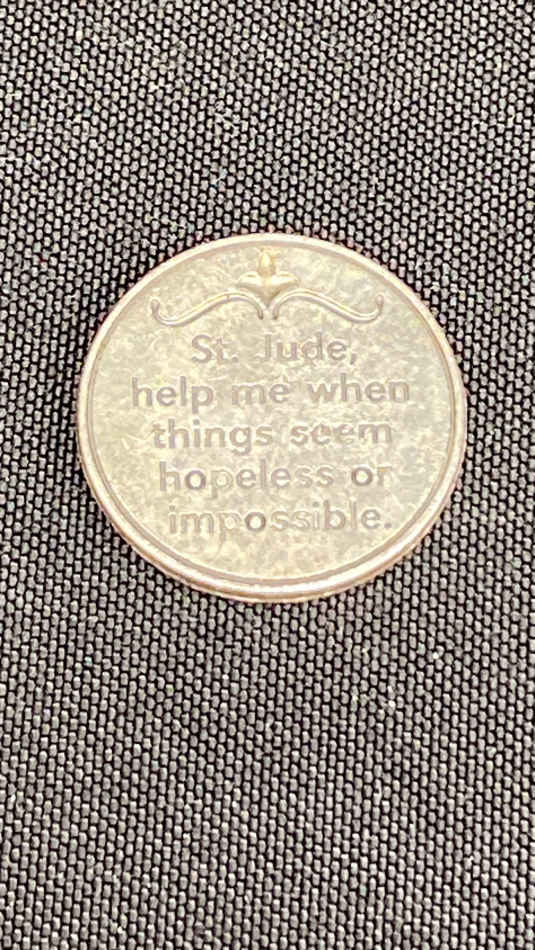 St. Jude,
help me when
things seem
hopeless or
impossible.